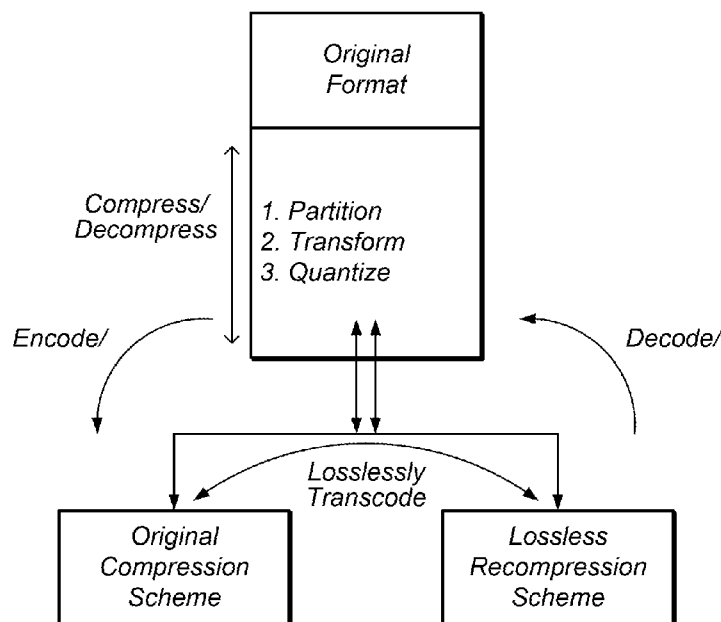 Original
Format
Compress/
Decompress
1. Partition
2. Transform
3. Quantize
Encode/
Decode/
Losslessly
Transcode
Original
Compression
Scheme
Lossless
Recompression
Scheme